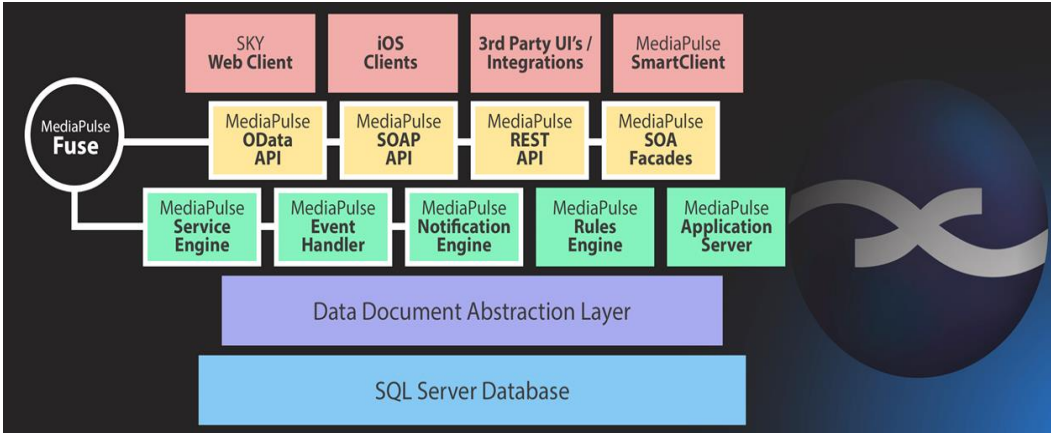 SKY
Web Client
iOS
Clients
3rd Party UI's /
Integrations
MediaPulse
SmartClient
MediaPulse
Fuse
MediaPulse
OData
API
MediaPulse
SOAP
API
MediaPulse
REST
API
MediaPulse
SOA
Facades
MediaPulse
Service
Engine
MediaPulse
Event
Handler
MediaPulse
Notification
Engine
MediaPulse
Rules
Engine
MediaPulse
Application
Server
Data Document Abstraction Layer
SQL Server Database